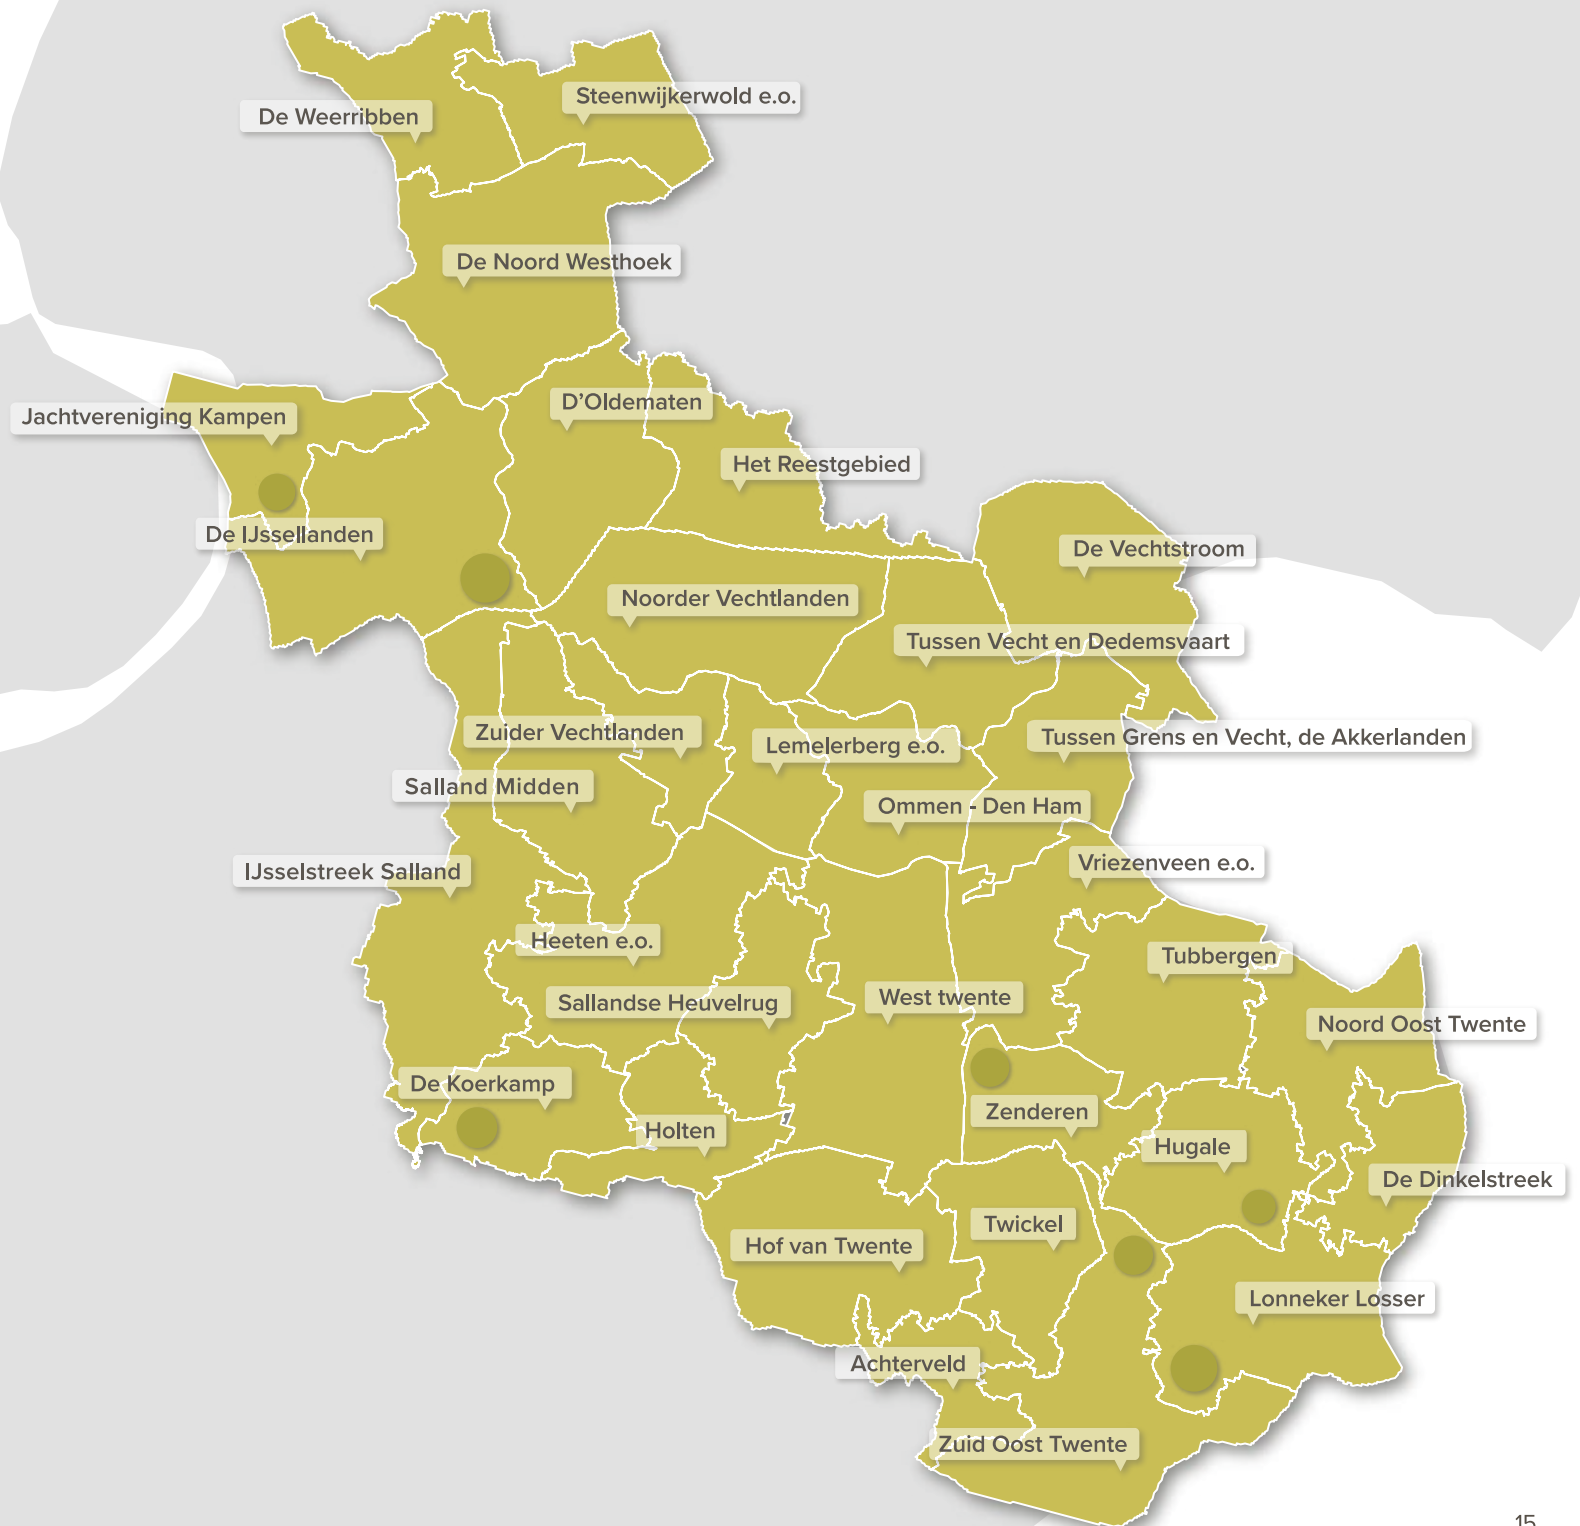 Steenwijkerwold e.o.
De Weerribben
De Noord Westhoek
D’Oldematen
Jachtvereniging Kampen
Het Reestgebied
De IJssellanden
De Vechtstroom
Noorder Vechtlanden
Tussen Vecht en Dedemsvaart
Zuider Vechtlanden
Lemelerberg e.o.
Tussen Grens en Vecht, de Akkerlanden
Salland Midden
Ommen - Den Ham
IJsselstreek Salland
Vriezenveen e.o.
Heeten e.o.
Tubbergen
Sallandse Heuvelrug
West twente
Noord Oost Twente
De Koerkamp
Zenderen
Holten
Hugale
De Dinkelstreek
Twickel
Hof van Twente
Lonneker Losser
Achterveld
Zuid Oost Twente
15